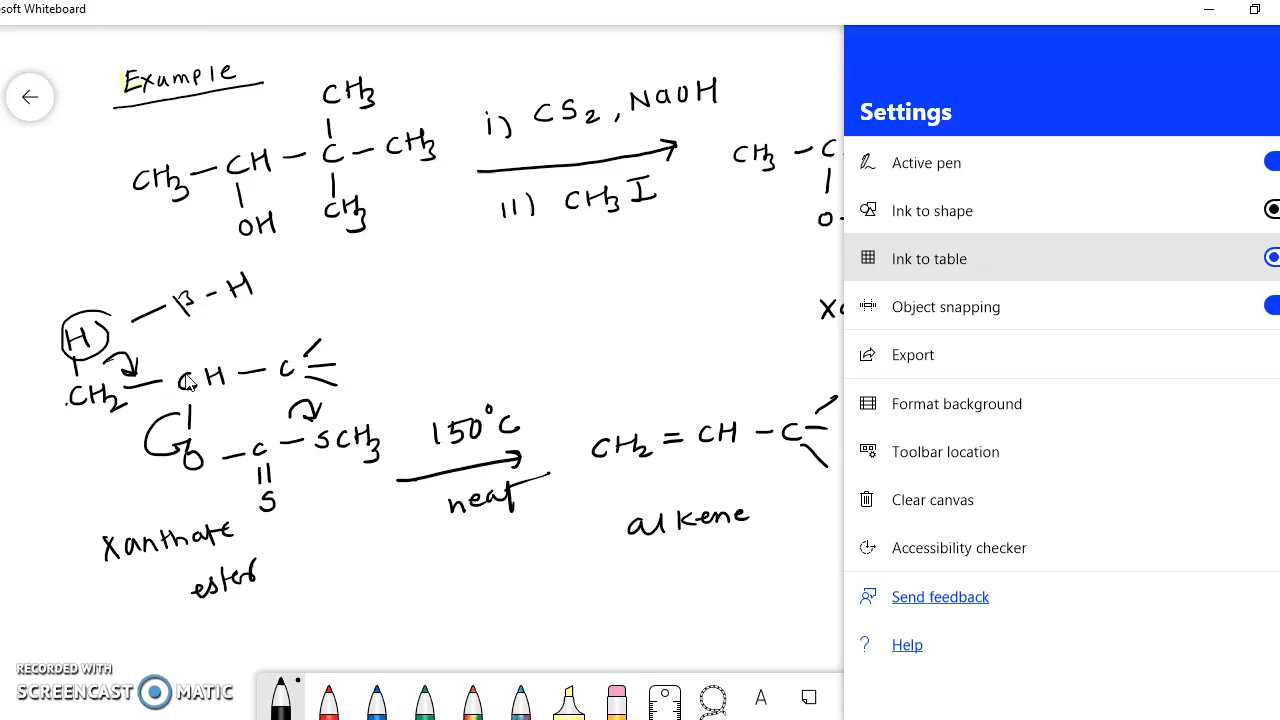 soft Whiteboard
Example
CH3
CH3 - CH - C - CH3
OH
CH3
i) CS2, NaOH
ii) CH3I
CH3 - C
O-
Xa
Settings
Active pen
Ink to shape
Ink to table
Object snapping
Export
Format background
Toolbar location
Clear canvas
Accessibility checker
Send feedback
? Help
H - β - H
CH2 - CH - C
O - C - SCH3
S
Xanthate
ester
150°C
heat
CH2 = CH - C
alkene
RECORDED WITH
SCREENCAST MATIC
A